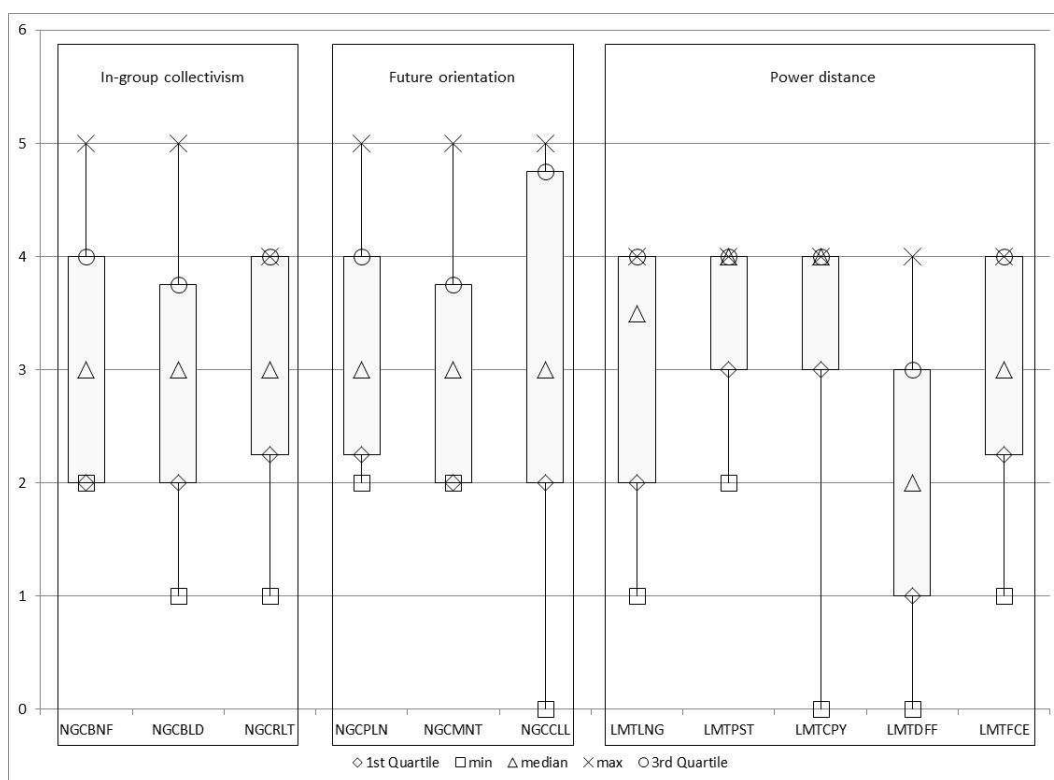 6
In-group collectivism Future orientation Power distance
5
4
3
2
1
0
NGCBNF NGCBLD NGCRLT NGCPLN NGCMNT NGCCLL LMTLNG LMTPST LMTCPY LMTDFF LMTFCE
1st Quartile min median max 3rd Quartile